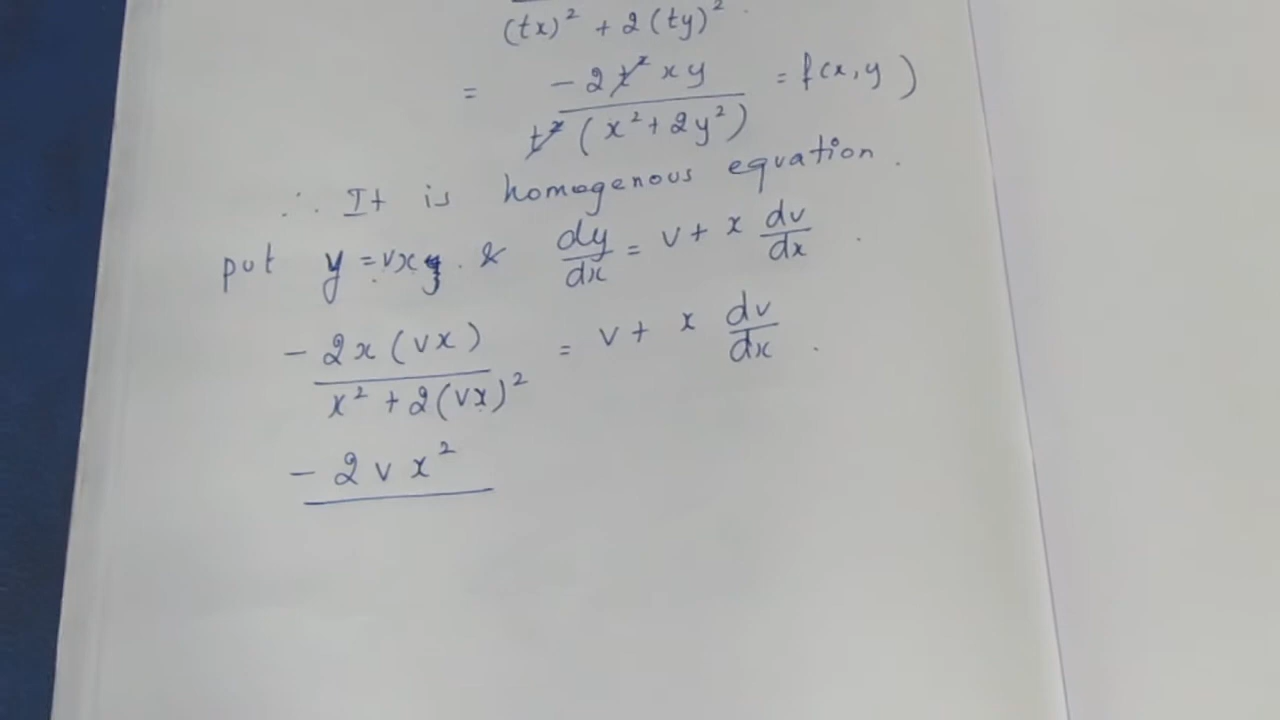 (tx)² + 2(ty)²
= -2t²xy / t²(x²+2y²) = f(x,y)
∴ It is homogenous equation.
put y = vx & dy/dx = v + x dv/dx.
-2x(vx) / x² + 2(vx)² = v + x dv/dx.
-2vx²